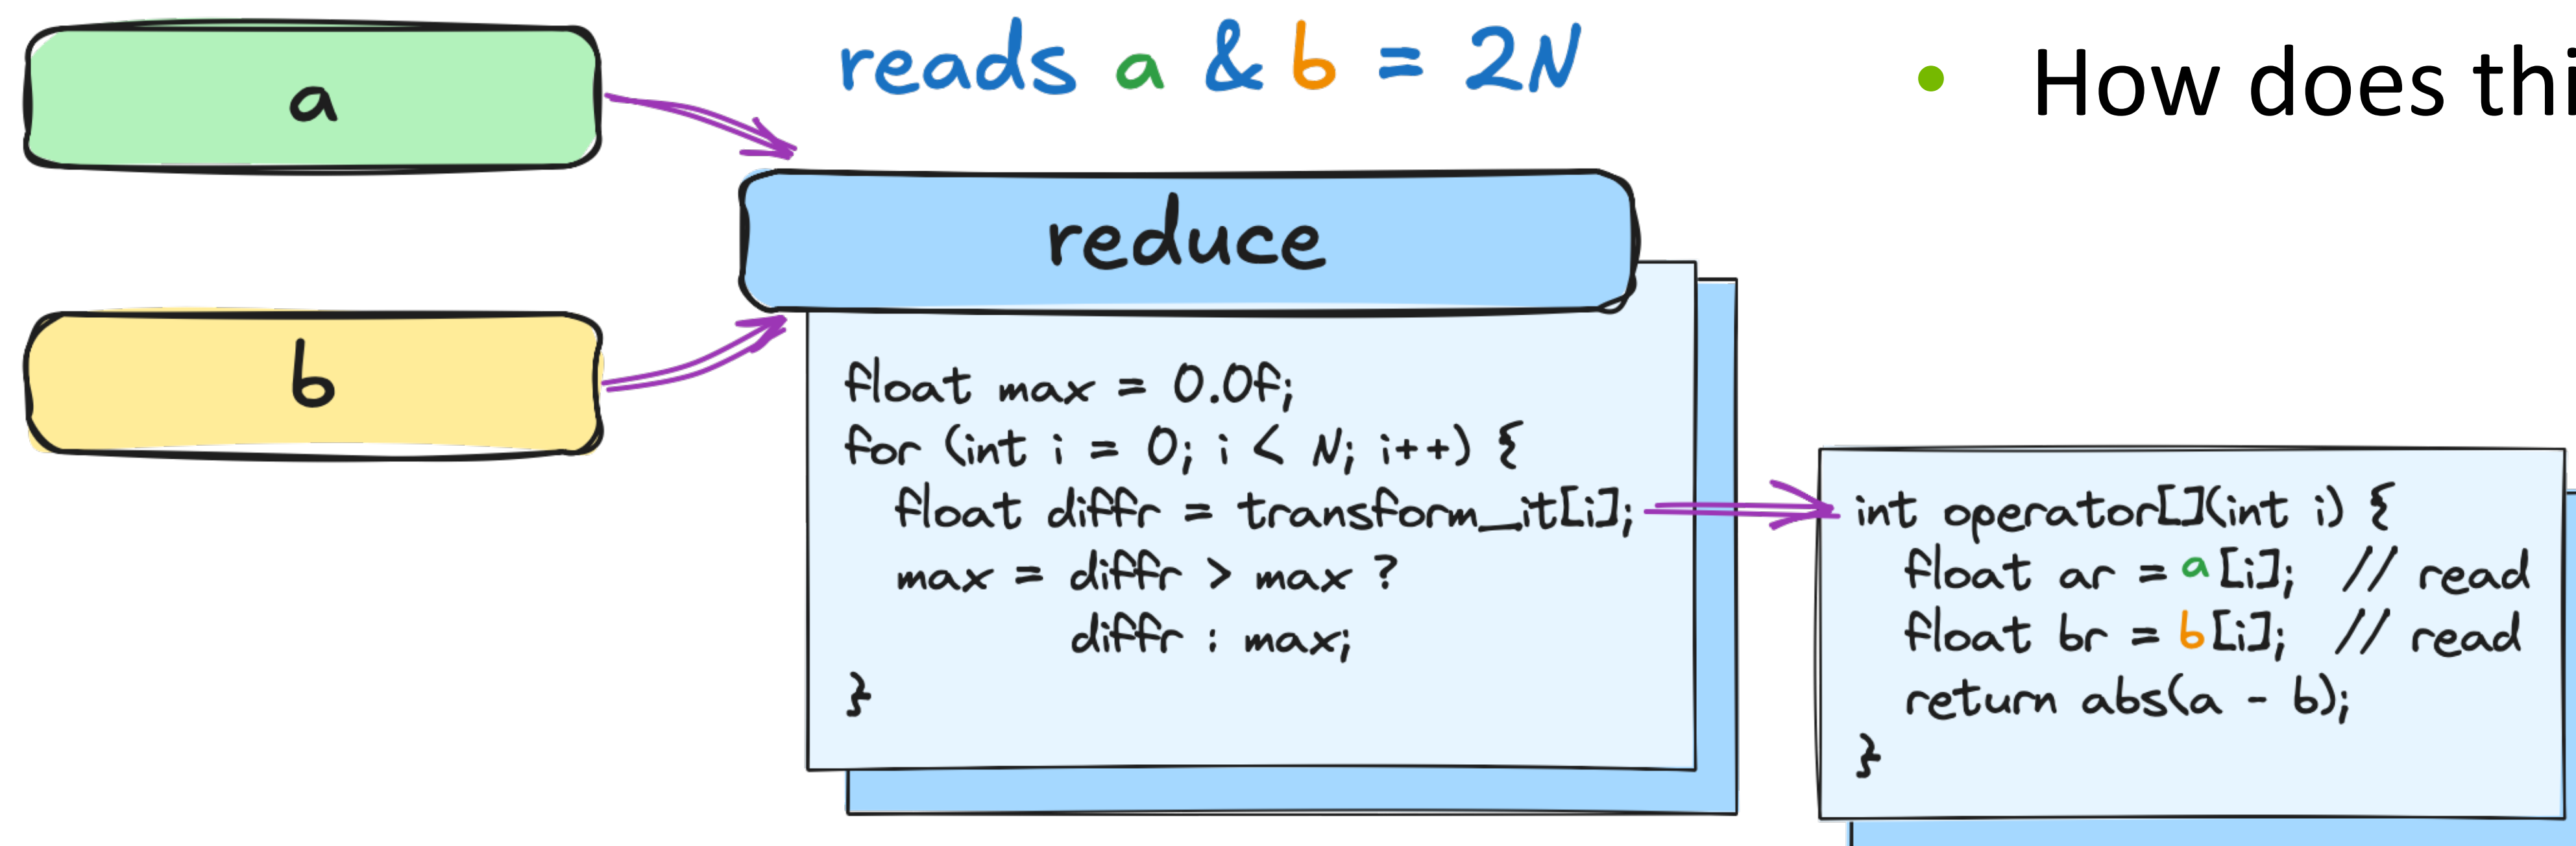 a
reads a & b = 2N
How does thi
reduce
b
float max = 0.0f;
for (int i = 0; i < N; i++) {
float diffr = transform_it[i];
max = diffr > max ?
diffr : max;
}
int operator[](int i) {
float ar = a[i]; // read
float br = b[i]; // read
return abs(a - b);
}